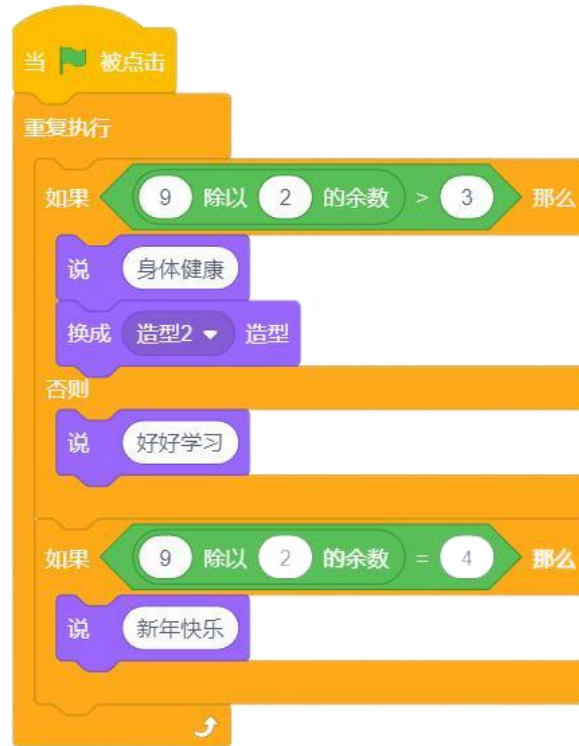 当 被点击
重复执行
如果 9 除以 2 的余数 > 3 那么
说 身体健康
换成 造型2 造型
否则
说 好好学习
如果 9 除以 2 的余数 = 4 那么
说 新年快乐